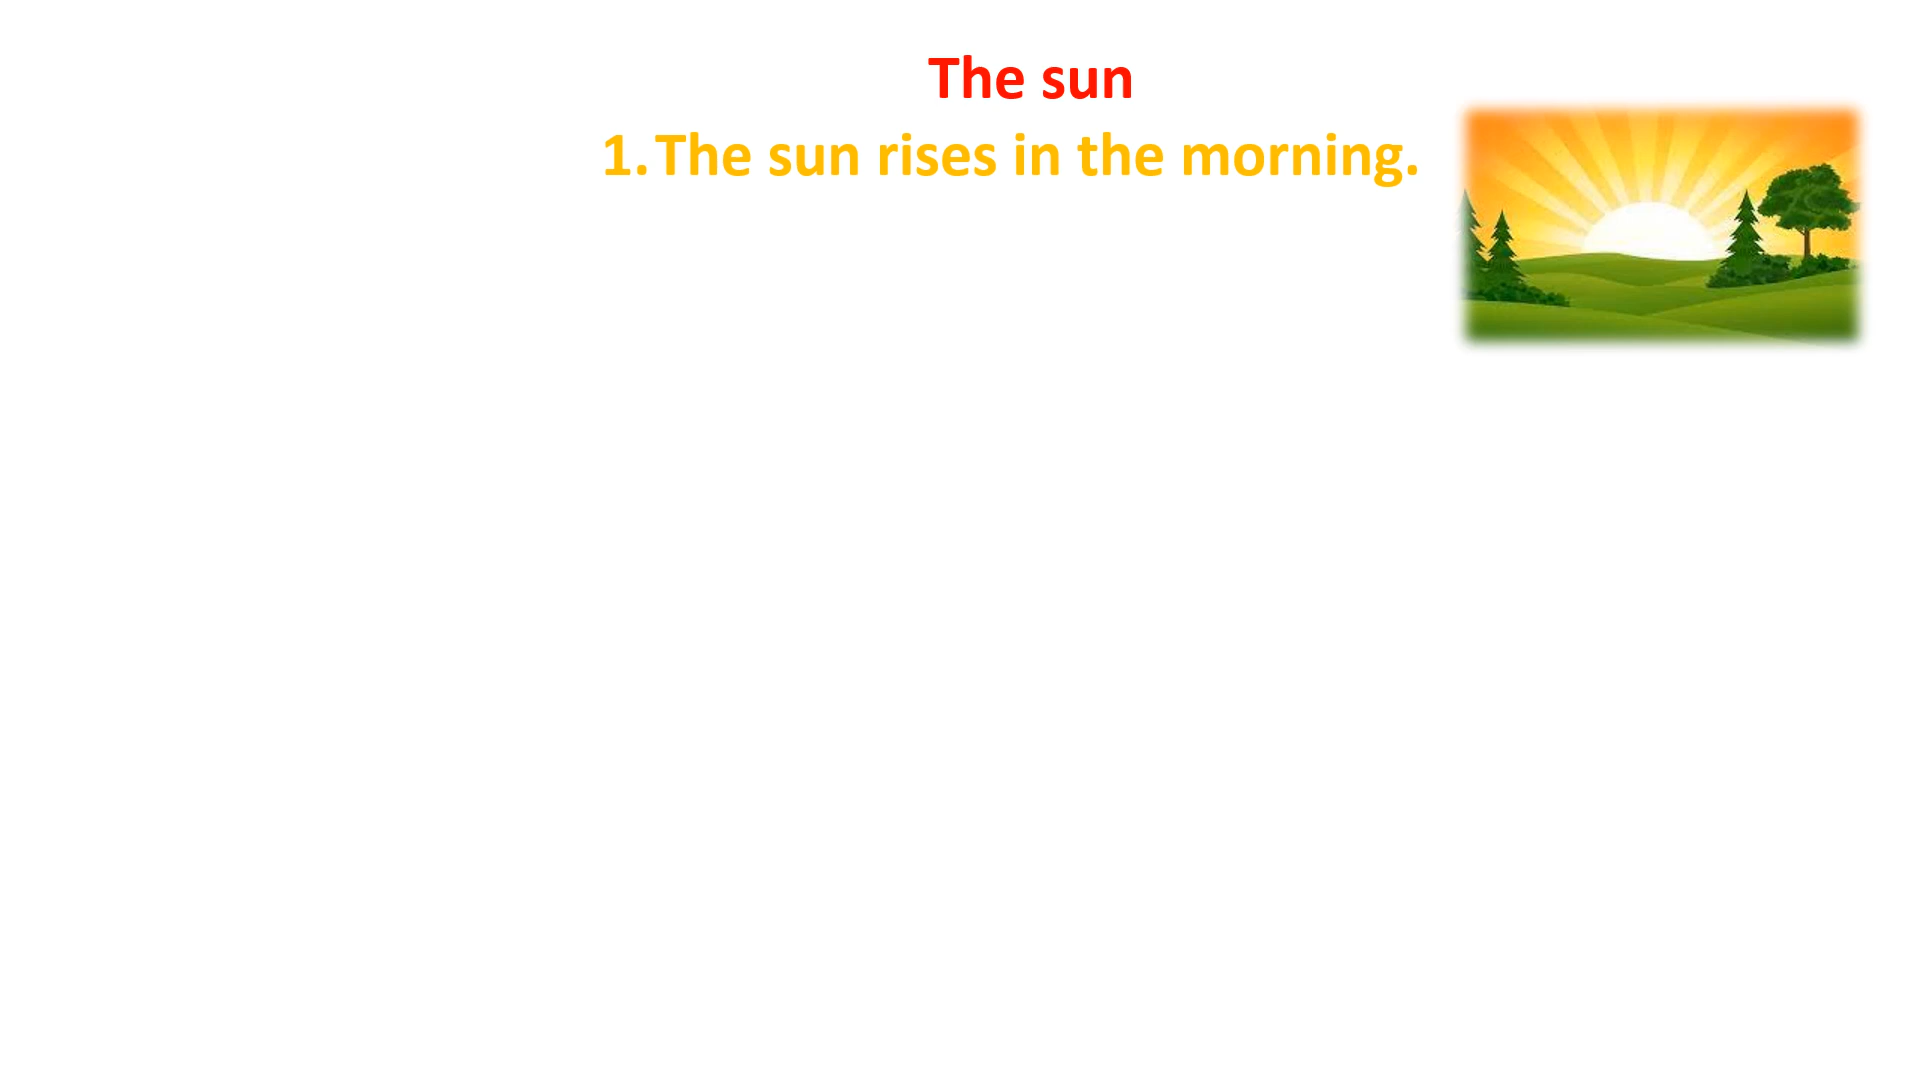 The sun
1. The sun rises in the morning.